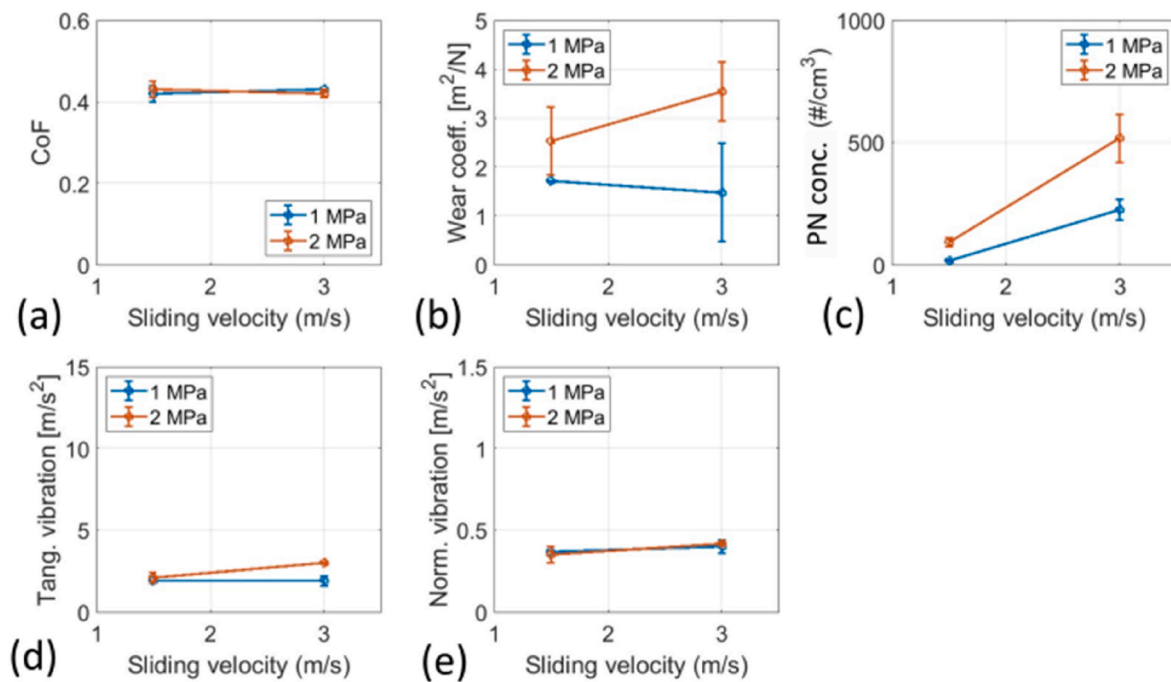 0.6
0.4
0.2
0
CoF
1 MPa
2 MPa
1 2 3
Sliding velocity (m/s)
(a)
5
4
3
2
1
0
Wear coeff. [m²/N]
1 MPa
2 MPa
1 2 3
Sliding velocity (m/s)
(b)
1000
500
0
PN conc. (#/cm³)
1 MPa
2 MPa
1 2 3
Sliding velocity (m/s)
(c)
15
10
5
0
Tang. vibration [m/s²]
1 MPa
2 MPa
1 2 3
Sliding velocity (m/s)
(d)
1.5
1
0.5
0
Norm. vibration [m/s²]
1 MPa
2 MPa
1 2 3
Sliding velocity (m/s)
(e)